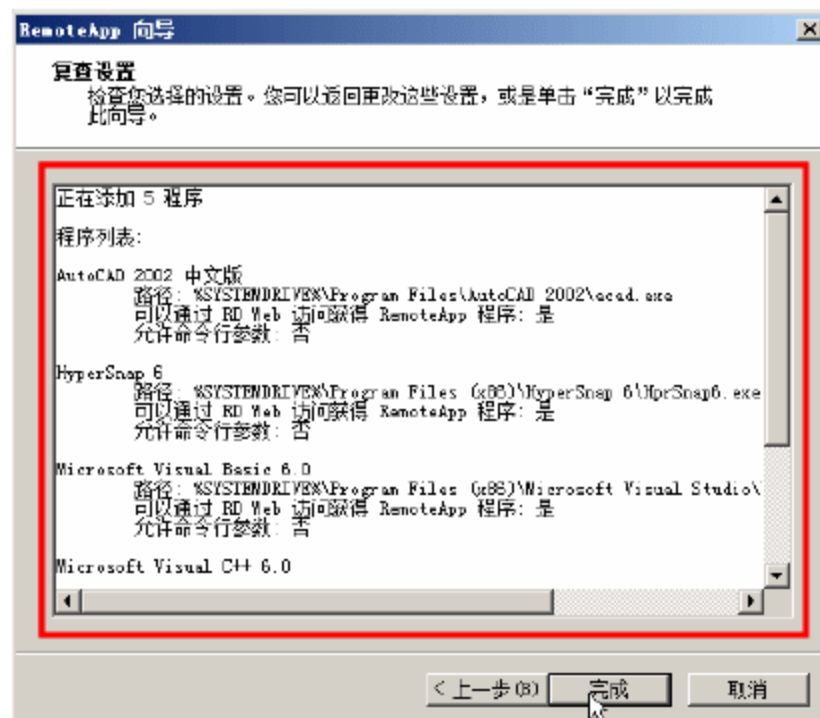 RemoteApp 向导
复查设置
检查您选择的设置。您可以返回更改这些设置，或是单击“完成”以完成
此向导。
正在添加 5 程序
程序列表:
AutoCAD 2002 中文版
路径: %SYSTEMDRIVE%\Program Files\AutoCAD 2002\acad.exe
可以通过 RD Web 访问获得 RemoteApp 程序: 是
允许命令行参数: 否
HyperSnap 6
路径: %SYSTEMDRIVE%\Program Files (x86)\HyperSnap 6\HprSnap6.exe
可以通过 RD Web 访问获得 RemoteApp 程序: 是
允许命令行参数: 否
Microsoft Visual Basic 6.0
路径: %SYSTEMDRIVE%\Program Files (x86)\Microsoft Visual Studio\
可以通过 RD Web 访问获得 RemoteApp 程序: 是
允许命令行参数: 否
Microsoft Visual C++ 6.0
< 上一步(B)
完成
取消